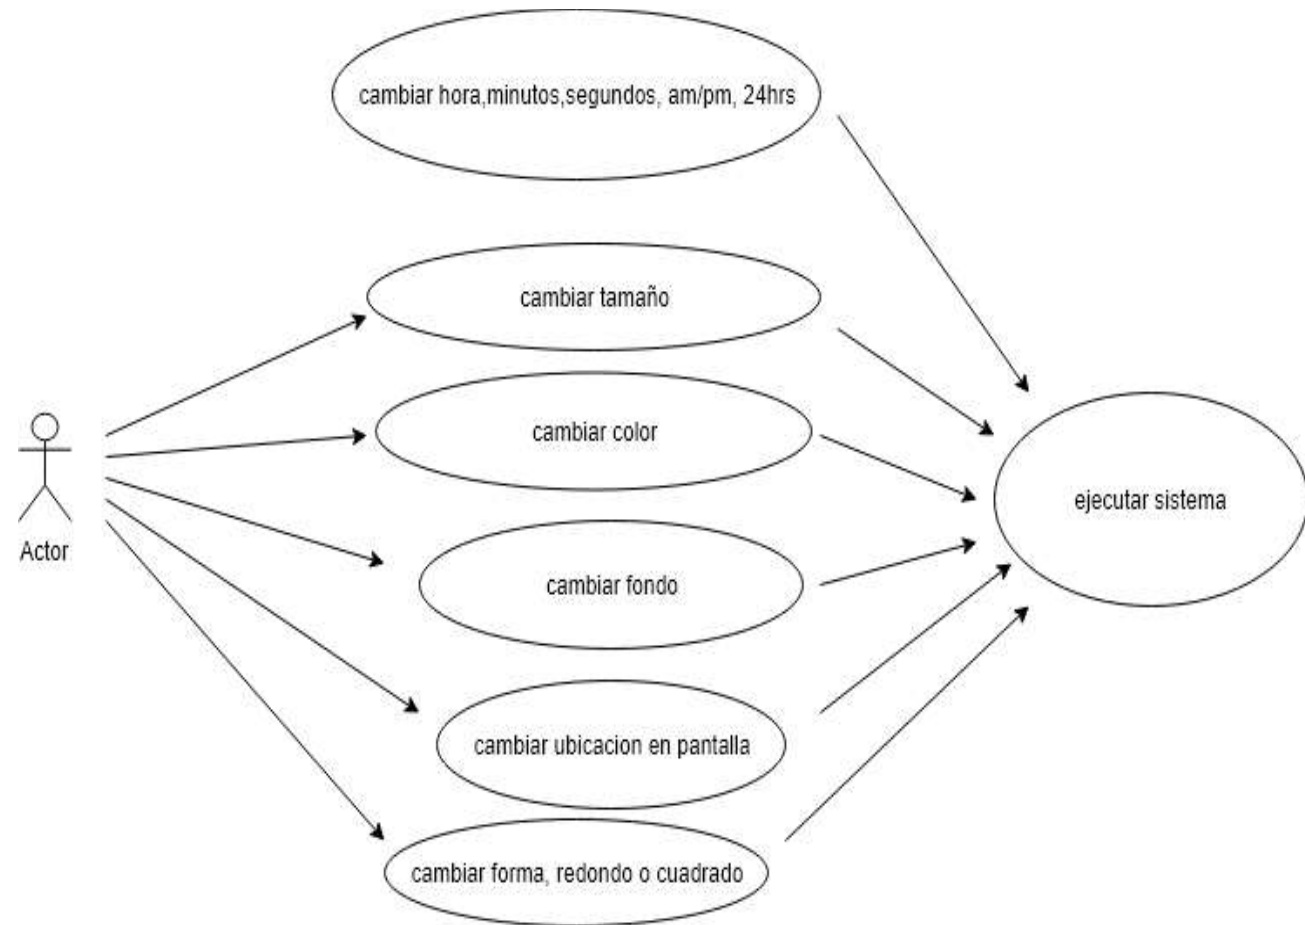 cambiar hora,minutos,segundos, am/pm, 24hrs
cambiar tamaño
cambiar color
ejecutar sistema
Actor
cambiar fondo
cambiar ubicacion en pantalla
cambiar forma, redondo o cuadrado